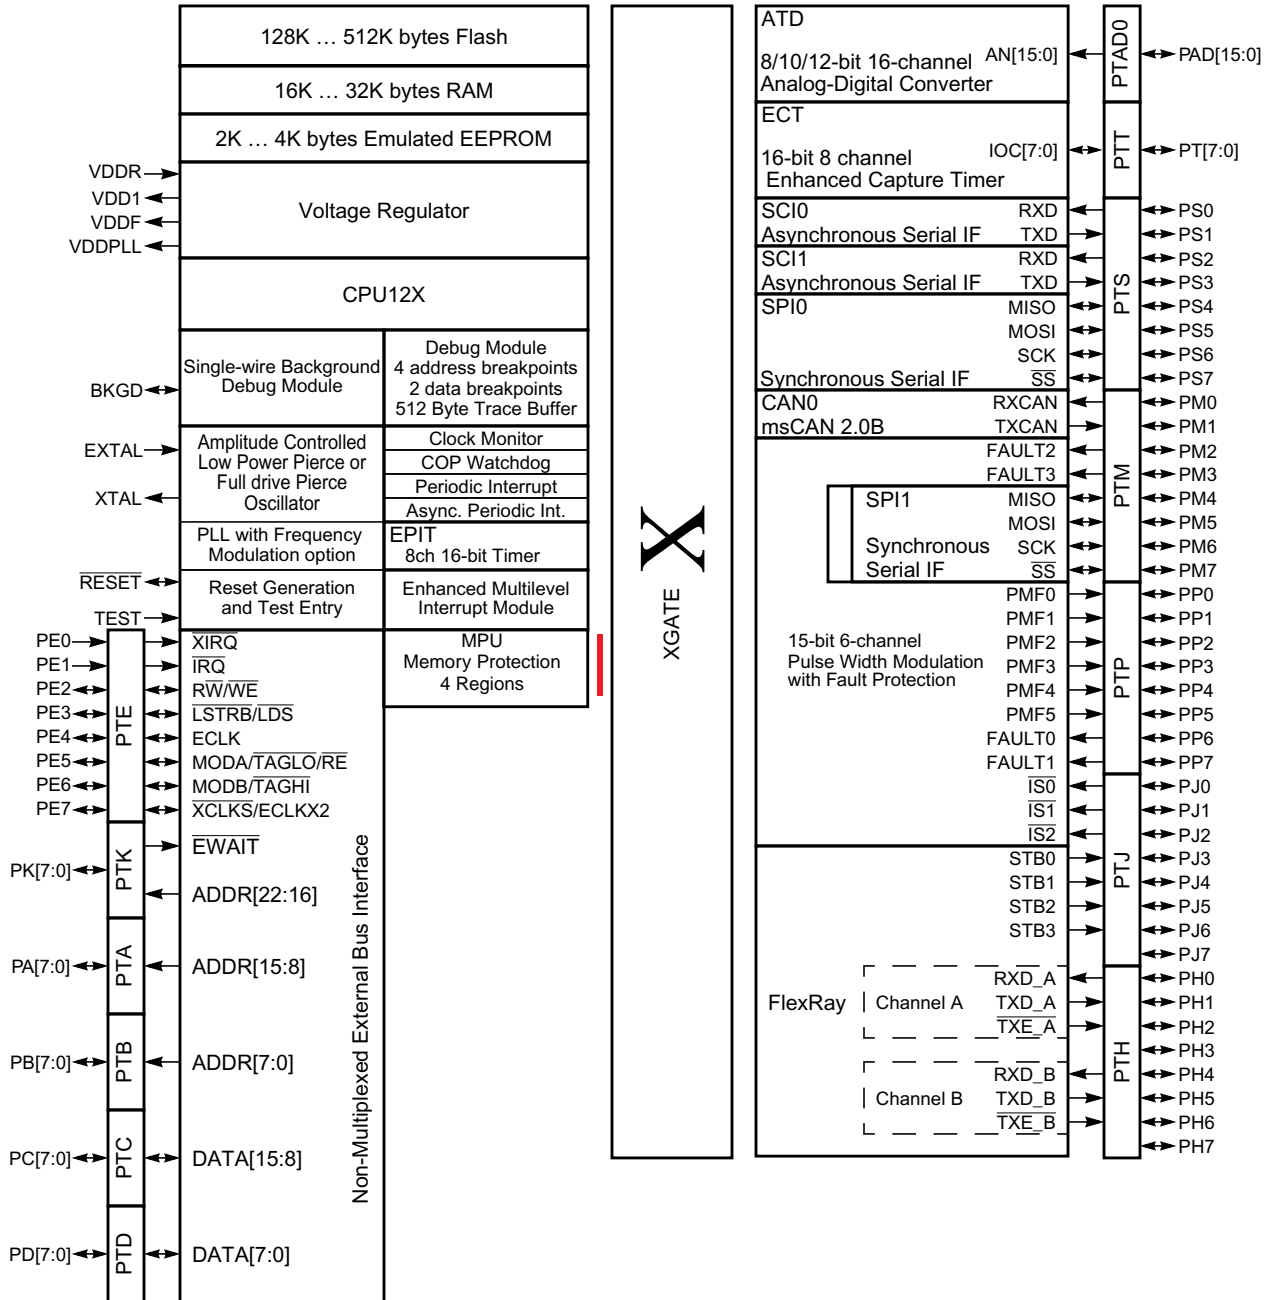 128K … 512K bytes Flash
16K … 32K bytes RAM
2K … 4K bytes Emulated EEPROM
VDDR
VDD1
VDDF
VDDPLL
Voltage Regulator
CPU12X
BKGD
Single-wire Background
Debug Module
Debug Module
4 address breakpoints
2 data breakpoints
512 Byte Trace Buffer
EXTAL
XTAL
Amplitude Controlled
Low Power Pierce or
Full drive Pierce
Oscillator
Clock Monitor
COP Watchdog
Periodic Interrupt
Async. Periodic Int.
PLL with Frequency
Modulation option
EPIT
8ch 16-bit Timer
RESET
TEST
Reset Generation
and Test Entry
Enhanced Multilevel
Interrupt Module
MPU
Memory Protection
4 Regions
PE0
PE1
PE2
PE3
PE4
PE5
PE6
PE7
PTE
XIRQ
IRQ
RW/WE
LSTRB/LDS
ECLK
MODA/TAGLO/RE
MODB/TAGHI
XCLKS/ECLKX2
PK[7:0]
PTK
EWAIT
ADDR[22:16]
PA[7:0]
PTA
ADDR[15:8]
PB[7:0]
PTB
ADDR[7:0]
PC[7:0]
PTC
DATA[15:8]
PD[7:0]
PTD
DATA[7:0]
Non-Multiplexed External Bus Interface
X
XGATE
ATD
8/10/12-bit 16-channel
Analog-Digital Converter
AN[15:0]
PTAD0
PAD[15:0]
ECT
16-bit 8 channel
Enhanced Capture Timer
IOC[7:0]
PTT
PT[7:0]
SCI0
Asynchronous Serial IF
RXD
TXD
SCI1
Asynchronous Serial IF
RXD
TXD
SPI0
Synchronous Serial IF
MISO
MOSI
SCK
SS
PTS
PS0
PS1
PS2
PS3
PS4
PS5
PS6
PS7
CAN0
msCAN 2.0B
RXCAN
TXCAN
FAULT2
FAULT3
SPI1
Synchronous
Serial IF
MISO
MOSI
SCK
SS
PTM
PM0
PM1
PM2
PM3
PM4
PM5
PM6
PM7
15-bit 6-channel
Pulse Width Modulation
with Fault Protection
PMF0
PMF1
PMF2
PMF3
PMF4
PMF5
FAULT0
FAULT1
PTP
PP0
PP1
PP2
PP3
PP4
PP5
PP6
PP7
IS0
IS1
IS2
STB0
STB1
STB2
STB3
PTJ
PJ0
PJ1
PJ2
PJ3
PJ4
PJ5
PJ6
PJ7
FlexRay
Channel A
RXD_A
TXD_A
TXE_A
Channel B
RXD_B
TXD_B
TXE_B
PTH
PH0
PH1
PH2
PH3
PH4
PH5
PH6
PH7